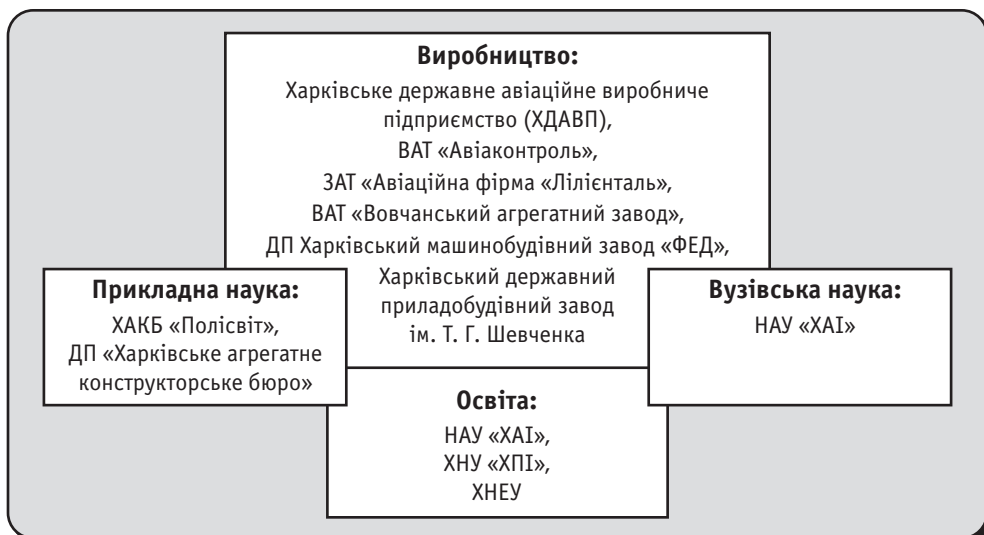 Виробництво:
Харківське державне авіаційне виробниче
підприємство (ХДАВП),
ВАТ «Авіаконтроль»,
ЗАТ «Авіаційна фірма «Лілієнталь»,
ВАТ «Вовчанський агрегатний завод»,
ДП Харківський машинобудівний завод «ФЕД»,
Харківський державний
приладобудівний завод
ім. Т. Г. Шевченка
Прикладна наука:
ХАКБ «Полісвіт»,
ДП «Харківське агрегатне
конструкторське бюро»
Вузівська наука:
НАУ «ХАІ»
Освіта:
НАУ «ХАІ»,
ХНУ «ХПІ»,
ХНЕУ